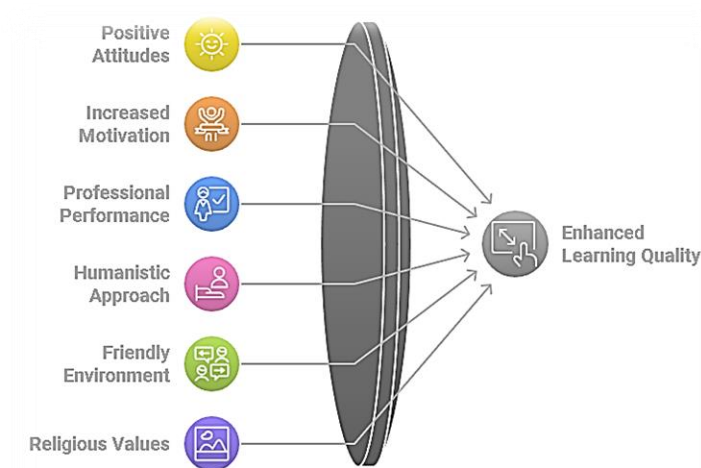 Positive
Attitudes
Increased
Motivation
Professional
Performance
Humanistic
Approach
Friendly
Environment
Religious Values
Enhanced
Learning Quality